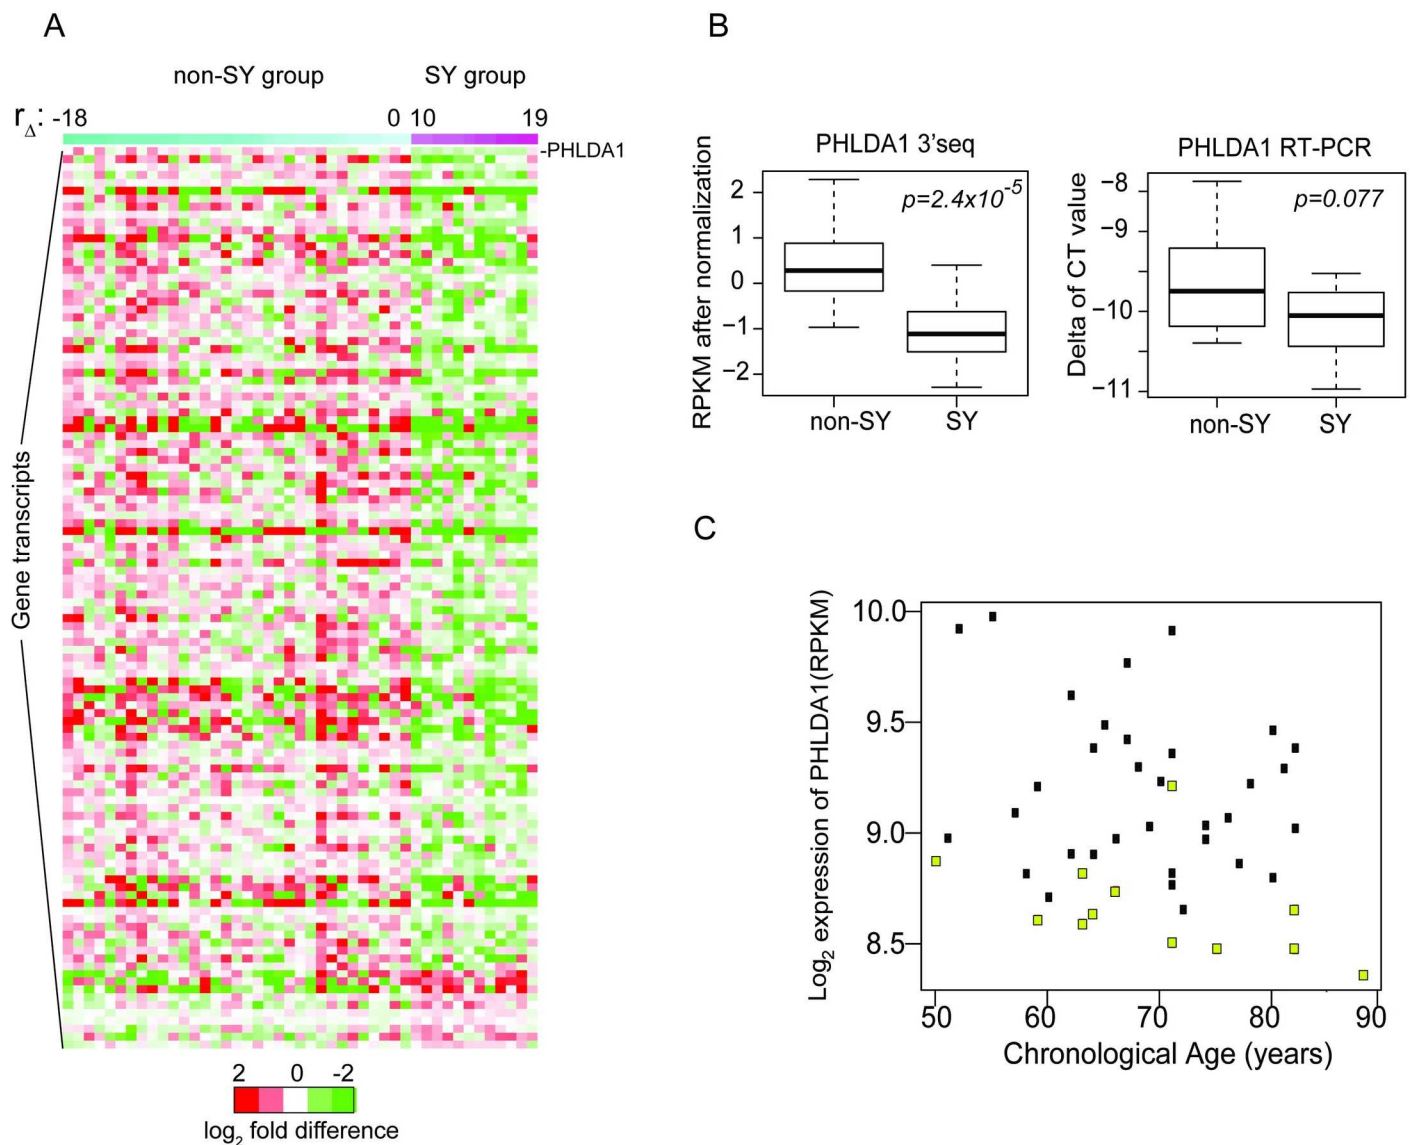 A
non-SY group SY group
rΔ: -18 0 10 19
-PHLDA1
Gene transcripts
2 0 -2
log2 fold difference
B
PHLDA1 3'seq
RPKM after normalization
2
1
0
−1
−2
p=2.4x10-5
non-SY SY
PHLDA1 RT-PCR
Delta of CT value
−8
−9
−10
−11
p=0.077
non-SY SY
C
Log2 expression of PHLDA1(RPKM)
10.0
9.5
9.0
8.5
50 60 70 80 90
Chronological Age (years)